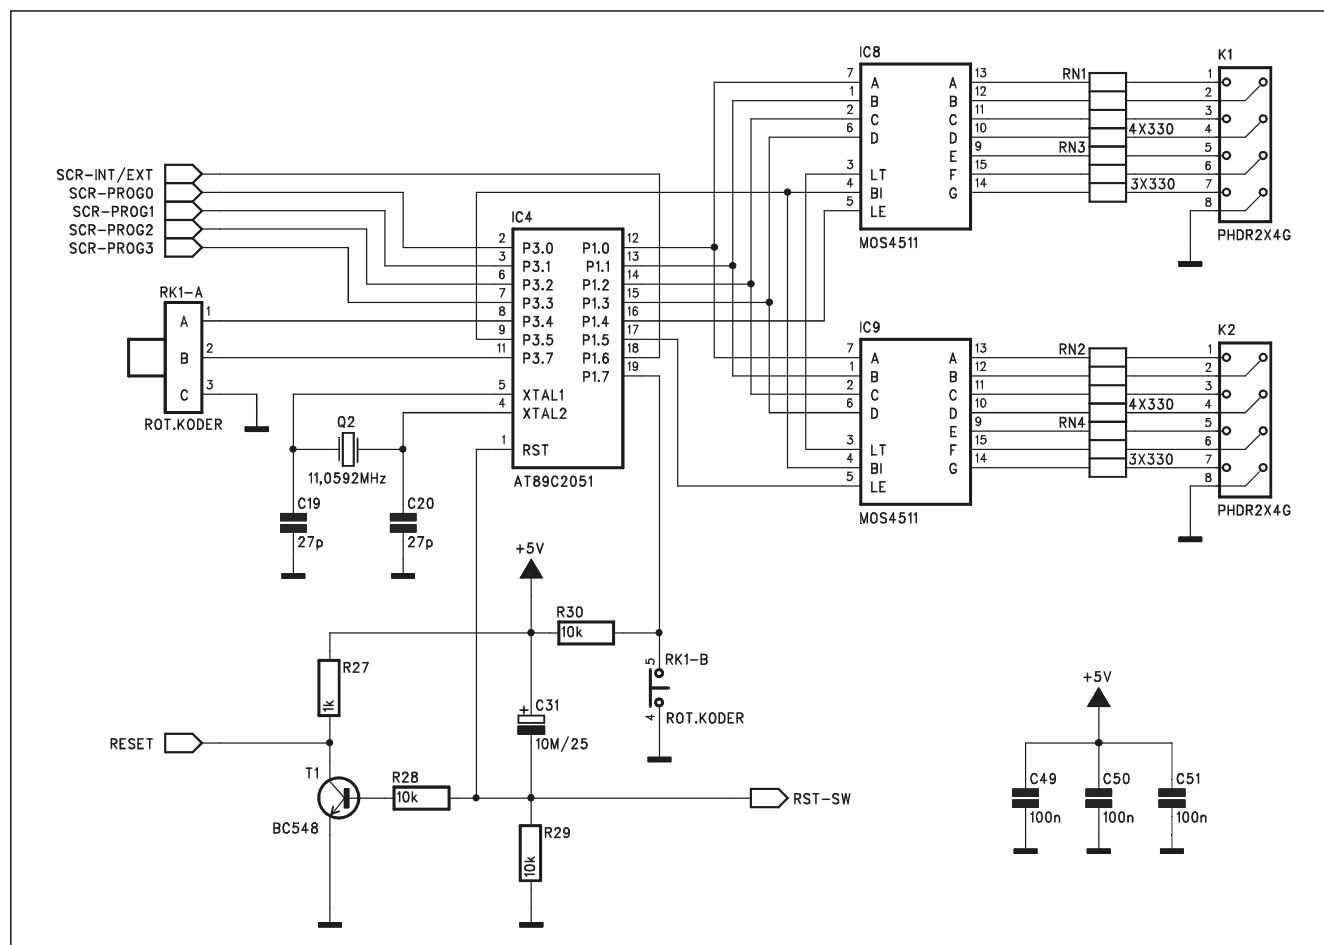 IC8
K1
7 A A 13 RN1 1
1 B B 12 2
2 C C 11 3
6 D D 10 4X330 4
E 9 RN3 5
3 LT F 15 6
4 BI G 14 3X330 7
5 LE 8
MOS4511
PHDR2X4G
SCR-INT/EXT
SCR-PROG0
SCR-PROG1
SCR-PROG2
SCR-PROG3
IC4
2 P3.0 P1.0 12
3 P3.1 P1.1 13
6 P3.2 P1.2 14
7 P3.3 P1.3 15
8 P3.4 P1.4 16
9 P3.5 P1.5 17
11 P3.7 P1.6 18
P1.7 19
5 XTAL1
4 XTAL2
1 RST
AT89C2051
RK1-A
A 1
B 2
C 3
ROT.KODER
Q2
11,0592MHz
C19
27p
C20
27p
IC9
K2
7 A A 13 RN2 1
1 B B 12 2
2 C C 11 3
6 D D 10 4X330 4
E 9 RN4 5
3 LT F 15 6
4 BI G 14 3X330 7
5 LE 8
MOS4511
PHDR2X4G
+5V
R30
10k
R27
1k
5 RK1-B
4 ROT.KODER
+ C31
10M/25
RESET
T1
BC548
R28
10k
RST-SW
R29
10k
+5V
C49
100n
C50
100n
C51
100n